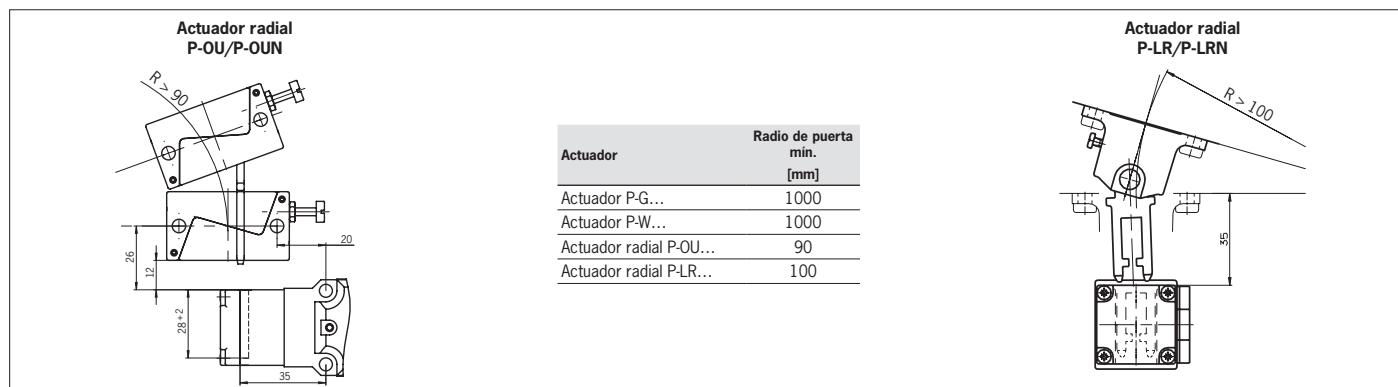 Actuador radial
P-OU/P-OUN
R > 90
26
12
20
28+2
35
Actuador
Radio de puerta
mín.
[mm]
Actuador P-G… 1000
Actuador P-W… 1000
Actuador radial P-OU… 90
Actuador radial P-LR… 100
Actuador radial
P-LR/P-LRN
R > 100
35